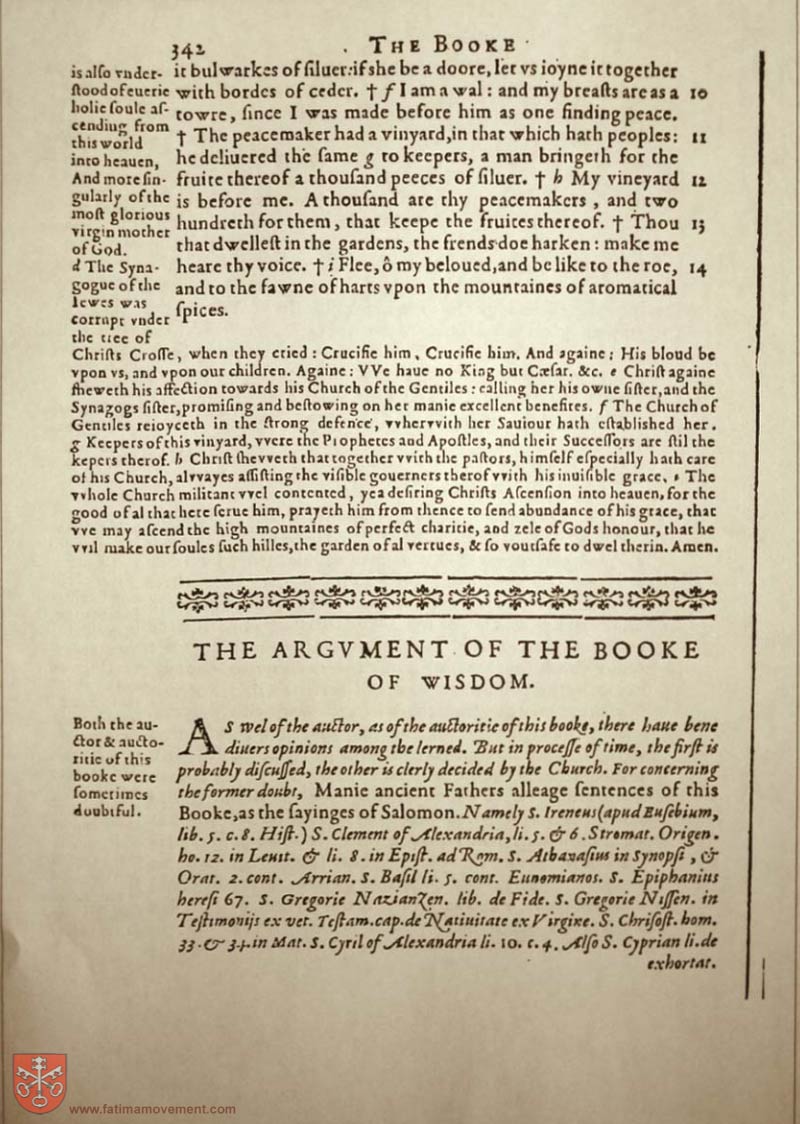 342 . THE BOOKE
is also vnder-
stood of euerie
holie soule as-
cending from
this world
into heauen,
And more sin-
gularly of the
most glorious
virgin mother
of God.
d The Syna-
gogue of the
Iewes was
corrupt vnder
the tree of
it bulwarkes of siluer: if she be a doore, let vs ioyne it together
with bordes of ceder. † f I am a wal: and my breasts are as a 10
towre, since I was made before him as one finding peace.
† The peacemaker had a vinyard, in that which hath peoples: 11
he deliuered the same g to keepers, a man bringeth for the
fruite thereof a thousand peeces of siluer. † h My vineyard 12
is before me. A thousand are thy peacemakers, and two
hundreth for them, that keepe the fruites thereof. † Thou 13
that dwellest in the gardens, the frends doe harken: make me
heare thy voice. † i Flee, ô my beloued, and be like to the roe, 14
and to the fawne of harts vpon the mountaines of aromatical
spices.
Christs Crosse, when they cried: Crucifie him, Crucifie him. And againe; His bloud be
vpon vs, and vpon our children. Againe: VVe haue no King but Cæsar. &c. e Christ againe
sheweth his affection towards his Church of the Gentiles: calling her his owne sister, and the
Synagogs sister, promising and bestowing on her manie excellent benefites. f The Church of
Gentiles reioyceth in the strong defence, vvhervvith her Sauiour hath established her.
g Keepers of this vinyard, vvere the Prophetes and Apostles, and their Successors are stil the
kepers therof. h Christ shevveth that together vvith the pastors, himself especially hath care
of his Church, alvvayes assisting the visible gouerners therof vvith his inuisible grace. i The
vvhole Church militant vvel contented, yea desiring Christs Ascension into heauen, for the
good of al that here serue him, prayeth him from thence to send abundance of his grace, that
vve may ascend the high mountaines of perfect charitie, and zele of Gods honour, that he
vvil make our soules such hilles, the garden of al vertues, & so voutsafe to dwel therin. Amen.
THE ARGVMENT OF THE BOOKE
OF WISDOM.
Both the au-
ctor & aucto-
ritie of this
booke were
sometimes
doubtful.
AS wel of the auctor, as of the auctoritie of this booke, there haue bene
diuers opinions among the lerned. But in processe of time, the first is
probably discussed, the other is clerly decided by the Church. For concerning
the former doubt, Manie ancient Fathers alleage sentences of this
Booke, as the sayinges of Salomon. Namely S. Ireneus (apud Eusebium,
lib. 5. c. 8. Hist.) S. Clement of Alexandria, li. 5. & 6. Stromat. Origen.
ho. 12. in Leuit. & li. 8. in Epist. ad Rom. S. Athanasius in Synopsi, &
Orat. 2. cont. Arrian. S. Basil li. 5. cont. Eunomianos. S. Epiphanius
heresi 67. S. Gregorie Nazianzen. lib. de Fide. S. Gregorie Nissen. in
Testimonijs ex vet. Testam. cap. de Natiuitate ex Virgine. S. Chrisost. hom.
33. & 34. in Mat. S. Cyril of Alexandria li. 10. c. 4. Also S. Cyprian li. de
exhortat.
www.fatimamovement.com